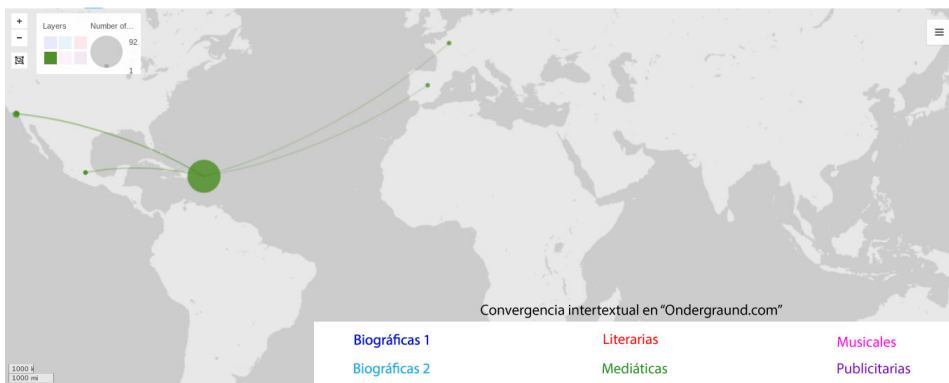 +
Layers
Number of...
92
−
1
Convergencia intertextual en “Ondergraund.com”
Biográficas 1
Literarias
Musicales
Biográficas 2
Mediáticas
Publicitarias
1000 k
1000 mi